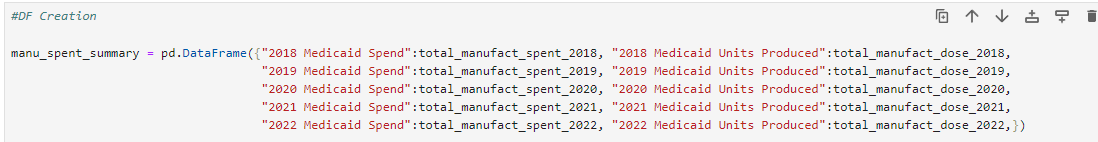 #DF Creation
manu_spent_summary = pd.DataFrame({"2018 Medicaid Spend":total_manufact_spent_2018, "2018 Medicaid Units Produced":total_manufact_dose_2018,
"2019 Medicaid Spend":total_manufact_spent_2019, "2019 Medicaid Units Produced":total_manufact_dose_2019,
"2020 Medicaid Spend":total_manufact_spent_2020, "2020 Medicaid Units Produced":total_manufact_dose_2020,
"2021 Medicaid Spend":total_manufact_spent_2021, "2021 Medicaid Units Produced":total_manufact_dose_2021,
"2022 Medicaid Spend":total_manufact_spent_2022, "2022 Medicaid Units Produced":total_manufact_dose_2022,})